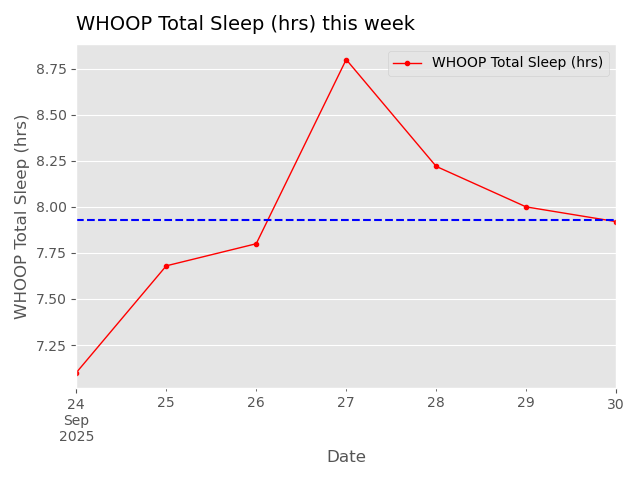 WHOOP Total Sleep (hrs) this week
WHOOP Total Sleep (hrs)
WHOOP Total Sleep (hrs)
8.75
8.50
8.25
8.00
7.75
7.50
7.25
24 25 26 27 28 29 30
Sep
2025
Date